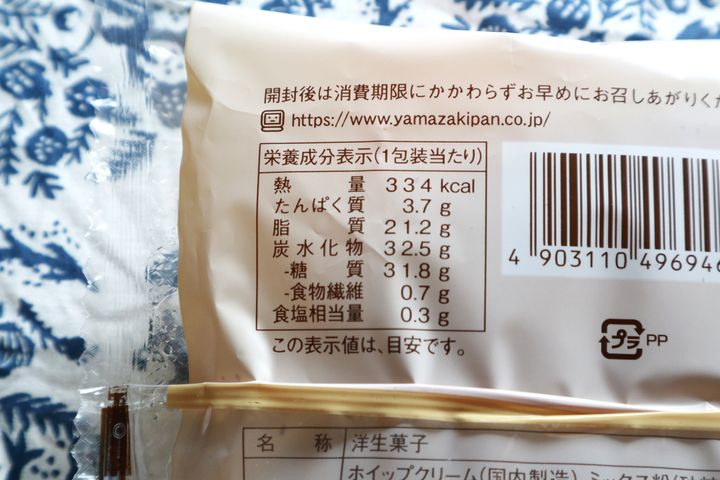 開封後は消費期限にかかわらずお早めにお召しあがりくだ
https://www.yamazakipan.co.jp/
栄養成分表示(1包装当たり)
熱量 334 kcal
たんぱく質 3.7 g
脂質 21.2 g
炭水化物 32.5 g
-糖質 31.8 g
-食物繊維 0.7 g
食塩相当量 0.3 g
この表示値は、目安です。
4 903110 496946
プラ PP
名称 洋生菓子
ホイップクリーム(国内製造)、ミックス粉(砂糖